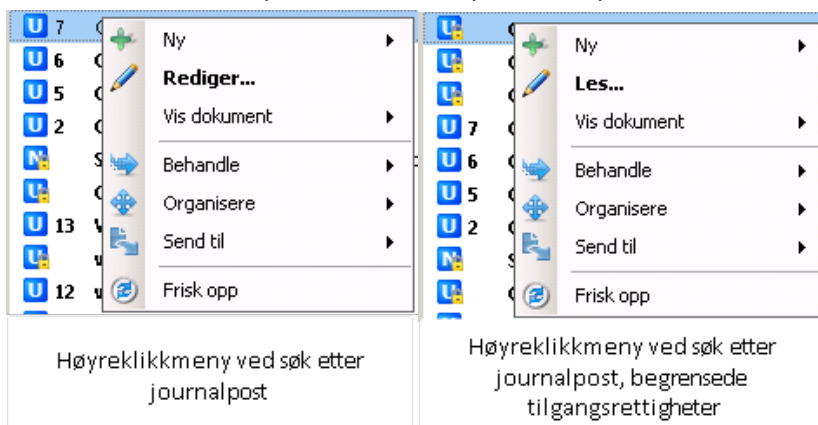 7
6
5
2
13
12
Ny
Rediger...
Vis dokument
Behandle
Organisere
Send til
Frisk opp
Høyreklikkmeny ved søk etter
journalpost
7
6
5
2
Ny
Les...
Vis dokument
Behandle
Organisere
Send til
Frisk opp
Høyreklikkmeny ved søk etter
journalpost, begrensede
tilgangsrettigheter